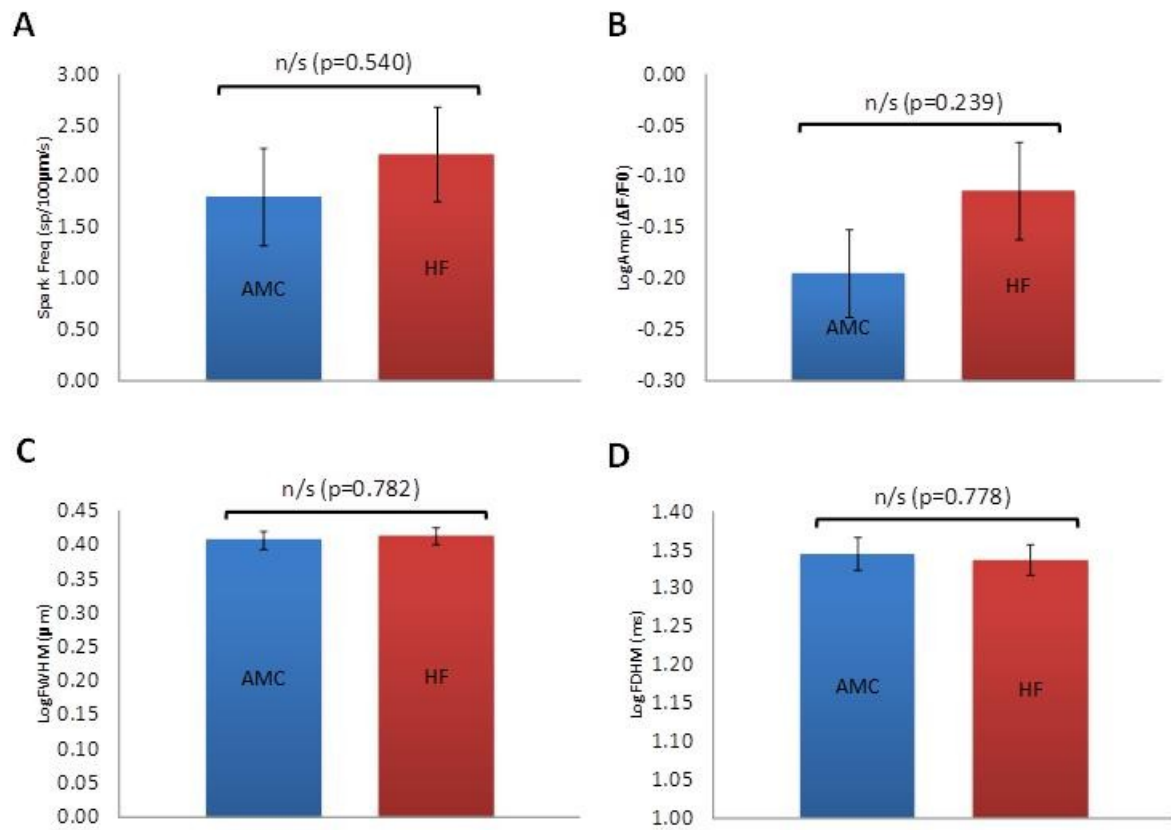 A
n/s (p=0.540)
3.00
2.50
2.00
1.50
1.00
0.50
0.00
Spark Freq (sp/100µm/s)
AMC
HF
B
n/s (p=0.239)
0.00
-0.05
-0.10
-0.15
-0.20
-0.25
-0.30
LogAmp (ΔF/F0)
AMC
HF
C
n/s (p=0.782)
0.45
0.40
0.35
0.30
0.25
0.20
0.15
0.10
0.05
0.00
LogFWHM (µm)
AMC
HF
D
n/s (p=0.778)
1.40
1.35
1.30
1.25
1.20
1.15
1.10
1.05
1.00
LogFDHM (ms)
AMC
HF